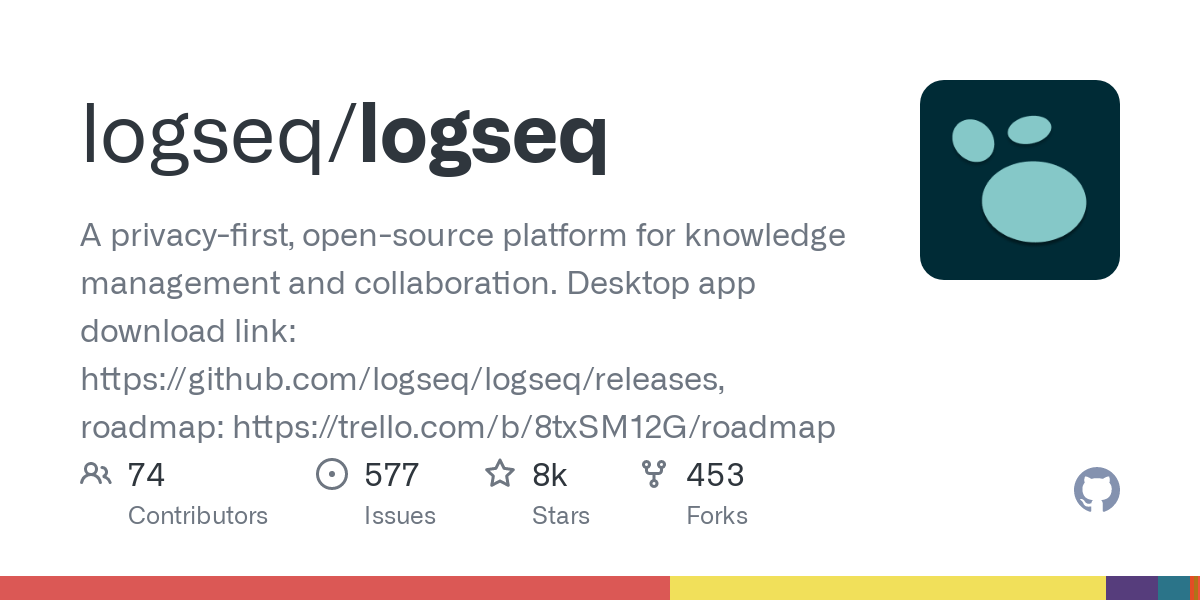 logseq/logseq
A privacy-first, open-source platform for knowledge
management and collaboration. Desktop app
download link:
https://github.com/logseq/logseq/releases,
roadmap: https://trello.com/b/8txSM12G/roadmap
74 577 8k 453
Contributors Issues Stars Forks